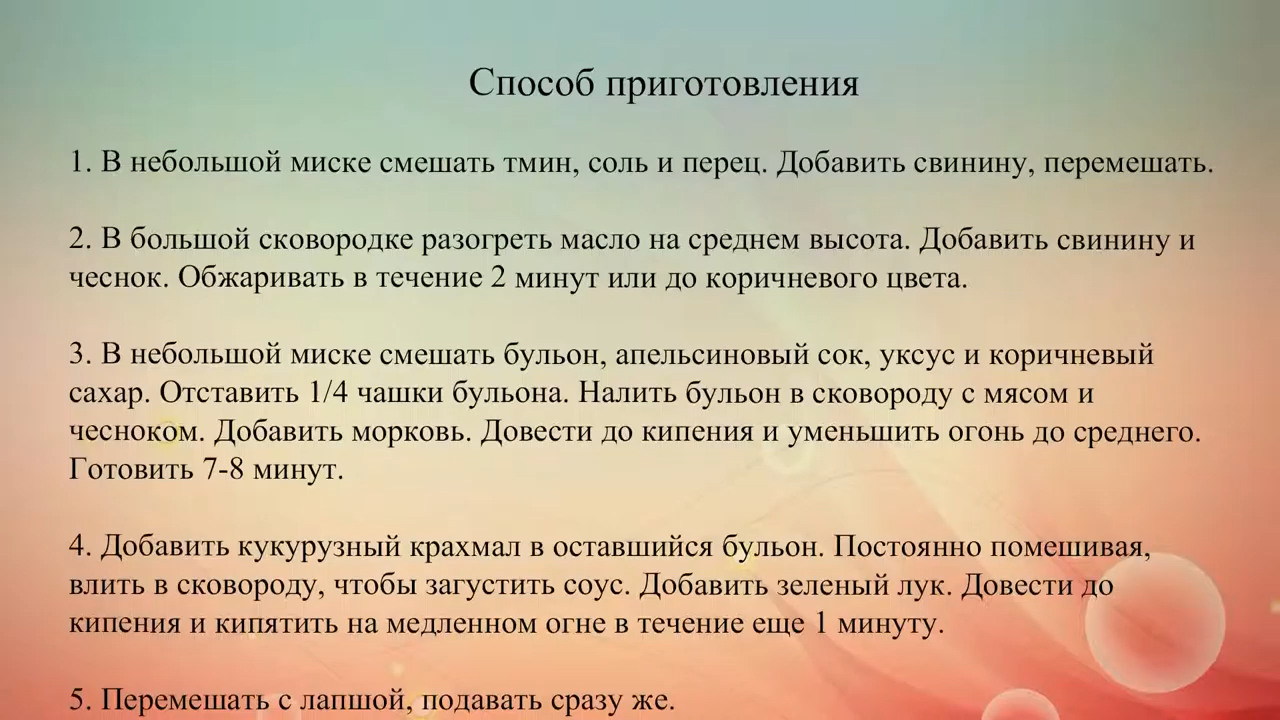 Способ приготовления
1. В небольшой миске смешать тмин, соль и перец. Добавить свинину, перемешать.
2. В большой сковородке разогреть масло на среднем высота. Добавить свинину и
чеснок. Обжаривать в течение 2 минут или до коричневого цвета.
3. В небольшой миске смешать бульон, апельсиновый сок, уксус и коричневый
сахар. Отставить 1/4 чашки бульона. Налить бульон в сковороду с мясом и
чесноком. Добавить морковь. Довести до кипения и уменьшить огонь до среднего.
Готовить 7-8 минут.
4. Добавить кукурузный крахмал в оставшийся бульон. Постоянно помешивая,
влить в сковороду, чтобы загустить соус. Добавить зеленый лук. Довести до
кипения и кипятить на медленном огне в течение еще 1 минуту.
5. Перемешать с лапшой, подавать сразу же.